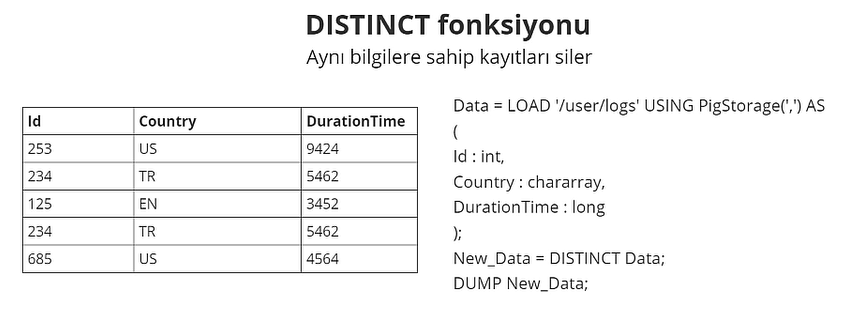 DISTINCT fonksiyonu
Aynı bilgilere sahip kayıtları siler
Id Country DurationTime
253 US 9424
234 TR 5462
125 EN 3452
234 TR 5462
685 US 4564
Data = LOAD '/user/logs' USING PigStorage(',') AS
(
Id : int,
Country : chararray,
DurationTime : long
);
New_Data = DISTINCT Data;
DUMP New_Data;